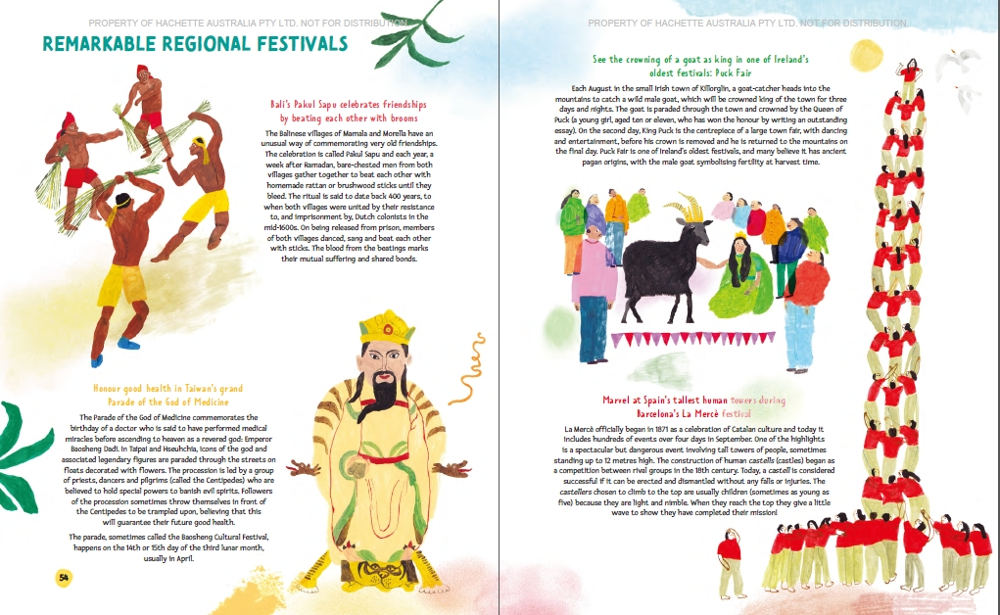 PROPERTY OF HACHETTE AUSTRALIA PTY LTD. NOT FOR DISTRIBUTION
REMARKABLE REGIONAL FESTIVALS
Bali's Pakul Sapu celebrates friendships
by beating each other with brooms
The Balinese villages of Mamala and Morella have an
unusual way of commemorating very old friendships.
The celebration is called Pakul Sapu and each year, a
week after Ramadan, bare-chested men from both
villages gather together to beat each other with
homemade rattan or brushwood sticks until they
bleed. The ritual is said to date back 400 years, to
when both villages were united by their resistance
to, and imprisonment by, Dutch colonists in the
mid-1600s. On being released from prison, members
of both villages danced, sang and beat each other
with sticks. The blood from the beatings marks
their mutual suffering and shared bonds.
Honour good health in Taiwan's grand
Parade of the God of Medicine
The Parade of the God of Medicine commemorates the
birthday of a doctor who is said to have performed medical
miracles before ascending to heaven as a revered god: Emperor
Baosheng Dadi. In Taipai and Hseuhchia, icons of the god and
associated legendary figures are paraded through the streets on
floats decorated with flowers. The procession is led by a group
of priests, dancers and pilgrims (called the Centipedes) who are
believed to hold special powers to banish evil spirits. Followers
of the procession sometimes throw themselves in front of
the Centipedes to be trampled upon, believing that this
will guarantee their future good health.
The parade, sometimes called the Baosheng Cultural Festival,
happens on the 14th or 15th day of the third lunar month,
usually in April.
54
PROPERTY OF HACHETTE AUSTRALIA PTY LTD. NOT FOR DISTRIBUTION
See the crowning of a goat as king in one of Ireland's
oldest festivals: Puck Fair
Each August in the small Irish town of Killorglin, a goat-catcher heads into the
mountains to catch a wild male goat, which will be crowned king of the town for three
days and nights. The goat is paraded through the town and crowned by the Queen of
Puck (a young girl, aged ten or eleven, who has won the honour by writing an outstanding
essay). On the second day, King Puck is the centrepiece of a large town fair, with dancing
and entertainment, before his crown is removed and he is returned to the mountains on
the final day. Puck Fair is one of Ireland's oldest festivals, and many believe it has ancient
pagan origins, with the male goat symbolising fertility at harvest time.
Marvel at Spain's tallest human towers during
Barcelona's La Mercè festival
La Mercè officially began in 1871 as a celebration of Catalan culture and today it
includes hundreds of events over four days in September. One of the highlights
is a spectacular but dangerous event involving tall towers of people, sometimes
standing up to 12 metres high. The construction of human castells (castles) began as
a competition between rival groups in the 18th century. Today, a castell is considered
successful if it can be erected and dismantled without any falls or injuries. The
castellers chosen to climb to the top are usually children (sometimes as young as
five) because they are light and nimble. When they reach the top they give a little
wave to show they have completed their mission!